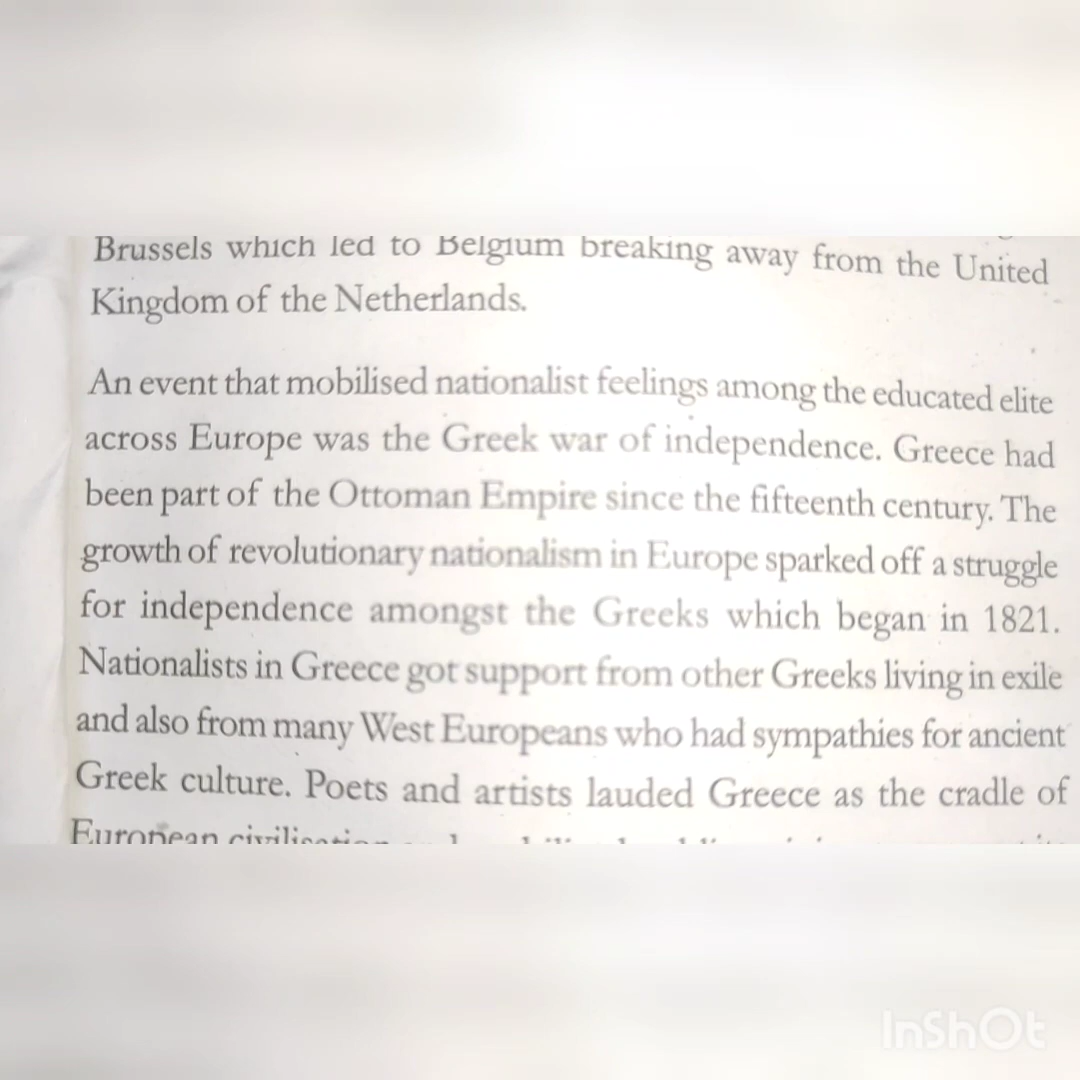 Brussels which led to Belgium breaking away from the United
Kingdom of the Netherlands.
An event that mobilised nationalist feelings among the educated elite
across Europe was the Greek war of independence. Greece had
been part of the Ottoman Empire since the fifteenth century. The
growth of revolutionary nationalism in Europe sparked off a struggle
for independence amongst the Greeks which began in 1821.
Nationalists in Greece got support from other Greeks living in exile
and also from many West Europeans who had sympathies for ancient
Greek culture. Poets and artists lauded Greece as the cradle of
European civilisation
InShOt